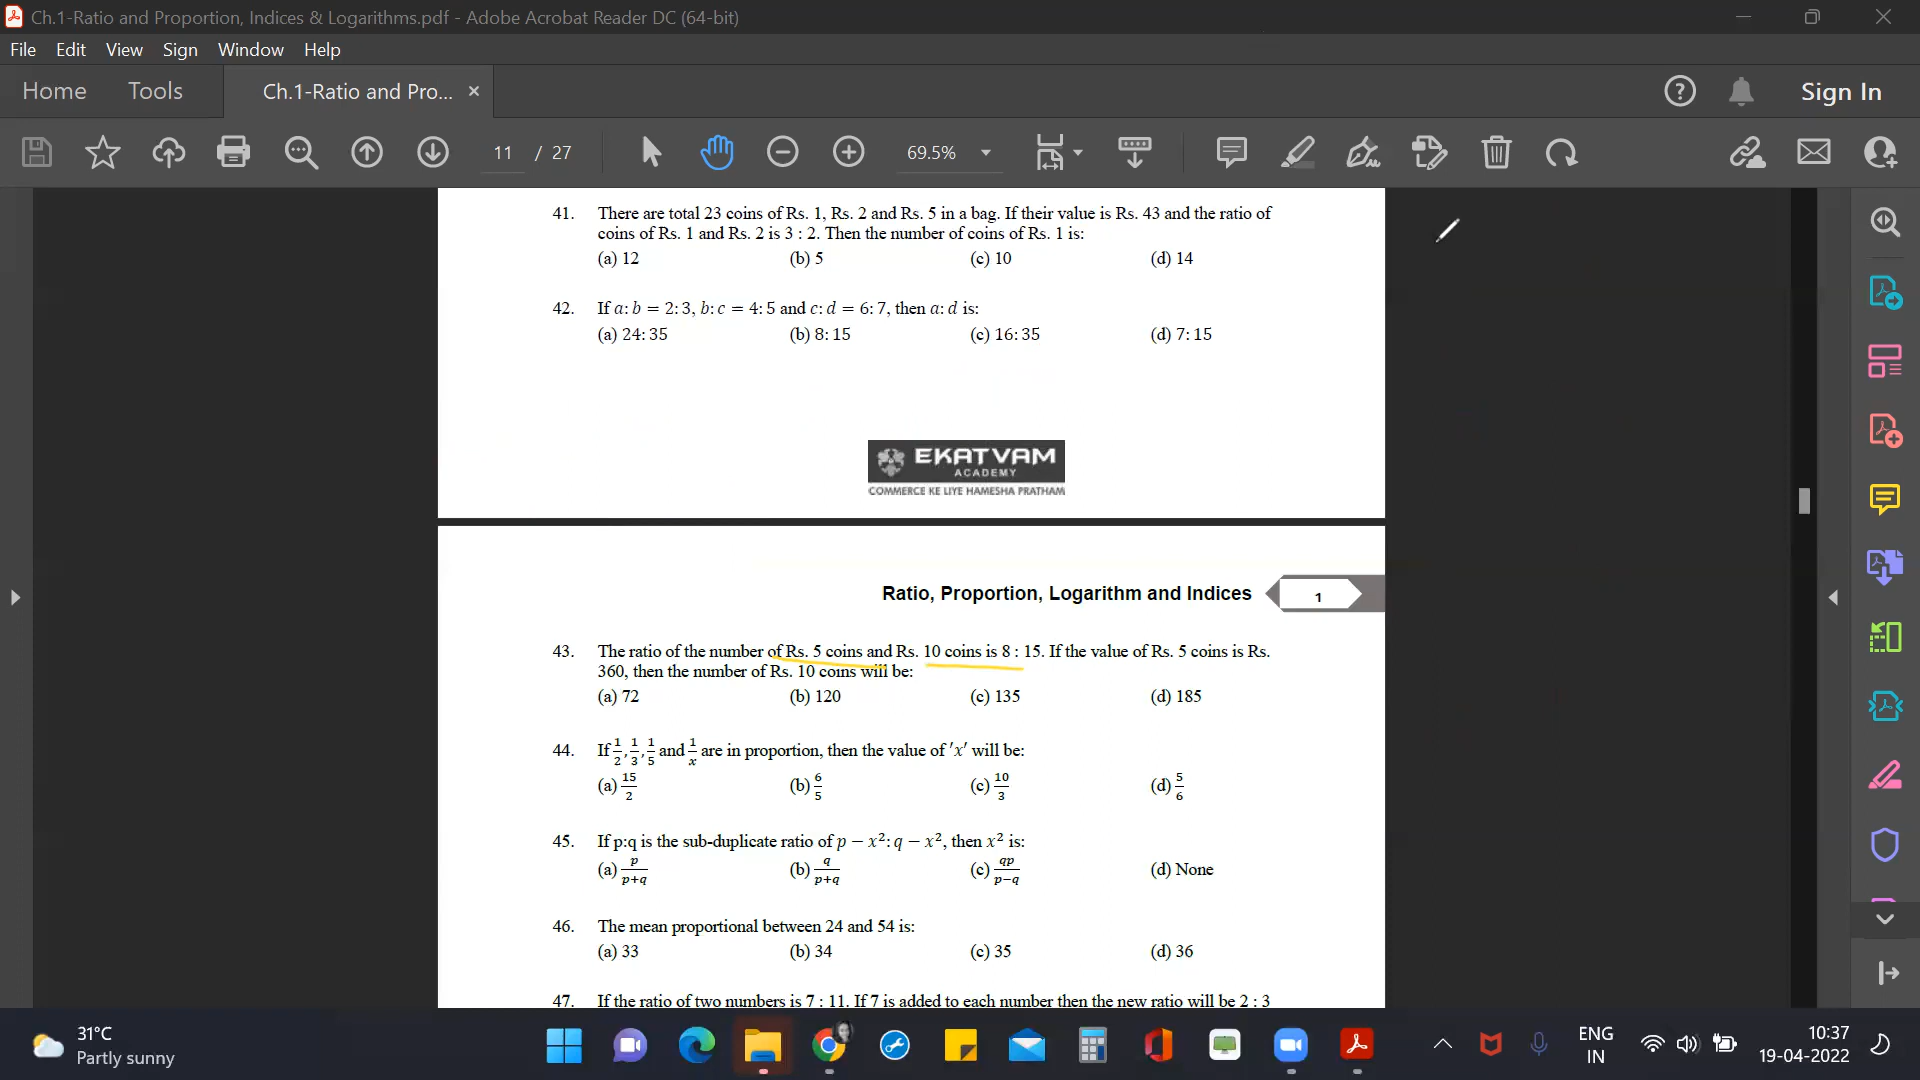 Ch.1-Ratio and Proportion, Indices & Logarithms.pdf - Adobe Acrobat Reader DC (64-bit)
File Edit View Sign Window Help
Home Tools Ch.1-Ratio and Pro... × Sign In
11 / 27 69.5%
41. There are total 23 coins of Rs. 1, Rs. 2 and Rs. 5 in a bag. If their value is Rs. 43 and the ratio of
coins of Rs. 1 and Rs. 2 is 3 : 2. Then the number of coins of Rs. 1 is:
(a) 12 (b) 5 (c) 10 (d) 14
42. If a: b = 2: 3, b: c = 4: 5 and c: d = 6: 7, then a: d is:
(a) 24: 35 (b) 8: 15 (c) 16: 35 (d) 7: 15
EKATVAM
ACADEMY
COMMERCE KE LIYE HAMESHA PRATHAM
Ratio, Proportion, Logarithm and Indices 1
43. The ratio of the number of Rs. 5 coins and Rs. 10 coins is 8 : 15. If the value of Rs. 5 coins is Rs.
360, then the number of Rs. 10 coins will be:
(a) 72 (b) 120 (c) 135 (d) 185
44. If 1/2, 1/3, 1/5 and 1/x are in proportion, then the value of 'x' will be:
(a) 15/2 (b) 6/5 (c) 10/3 (d) 5/6
45. If p:q is the sub-duplicate ratio of p − x²: q − x², then x² is:
(a) p/p+q (b) q/p+q (c) qp/p−q (d) None
46. The mean proportional between 24 and 54 is:
(a) 33 (b) 34 (c) 35 (d) 36
47. If the ratio of two numbers is 7 : 11. If 7 is added to each number then the new ratio will be 2 : 3
31°C
Partly sunny
ENG
IN
10:37
19-04-2022